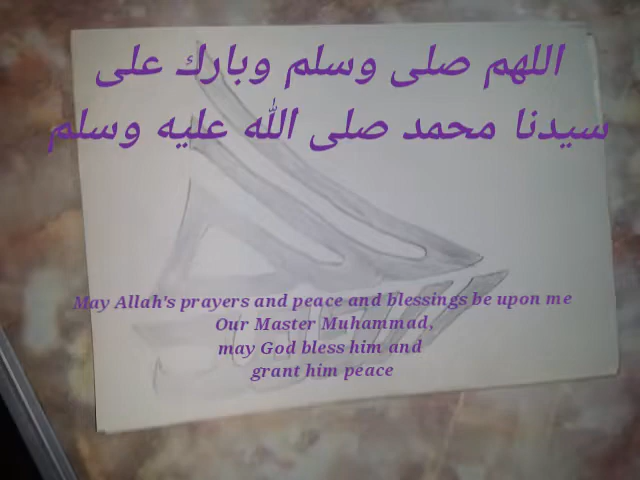 اللهم صلى وسلم وبارك على
سيدنا محمد صلى الله عليه وسلم
May Allah's prayers and peace and blessings be upon me
Our Master Muhammad,
may God bless him and
grant him peace